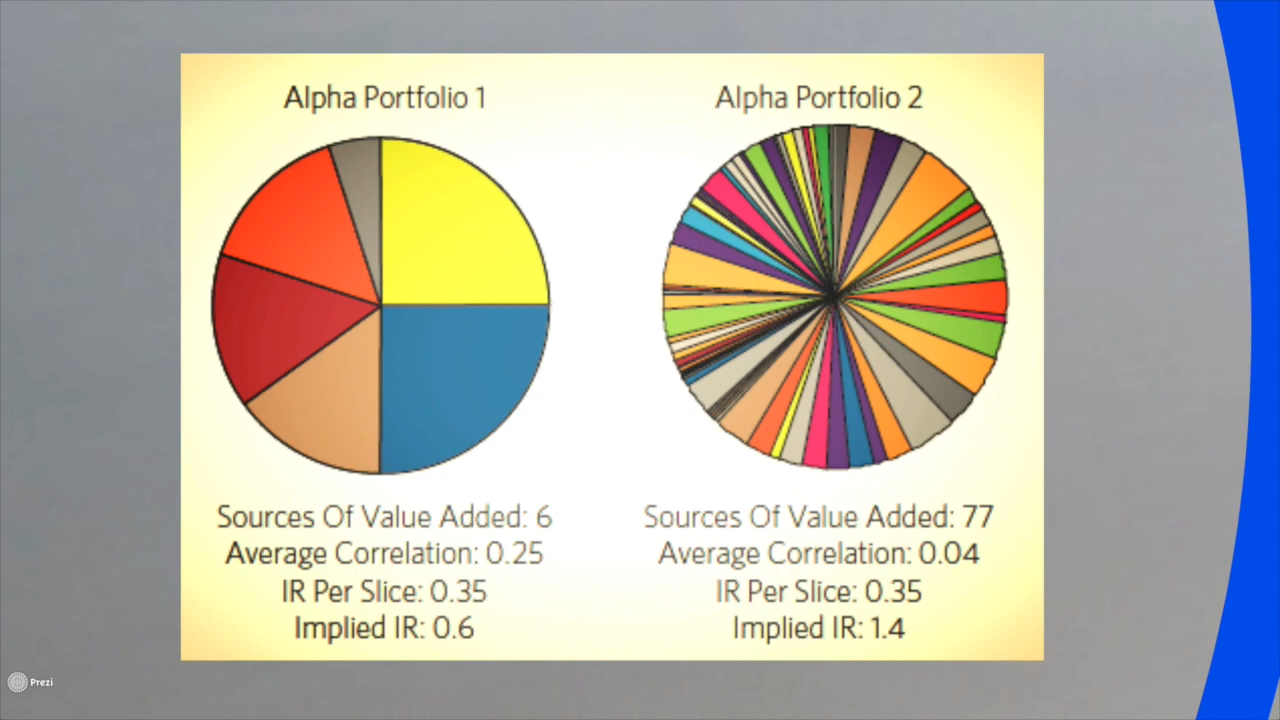 Alpha Portfolio 1
Sources Of Value Added: 6
Average Correlation: 0.25
IR Per Slice: 0.35
Implied IR: 0.6
Alpha Portfolio 2
Sources Of Value Added: 77
Average Correlation: 0.04
IR Per Slice: 0.35
Implied IR: 1.4
Prezi